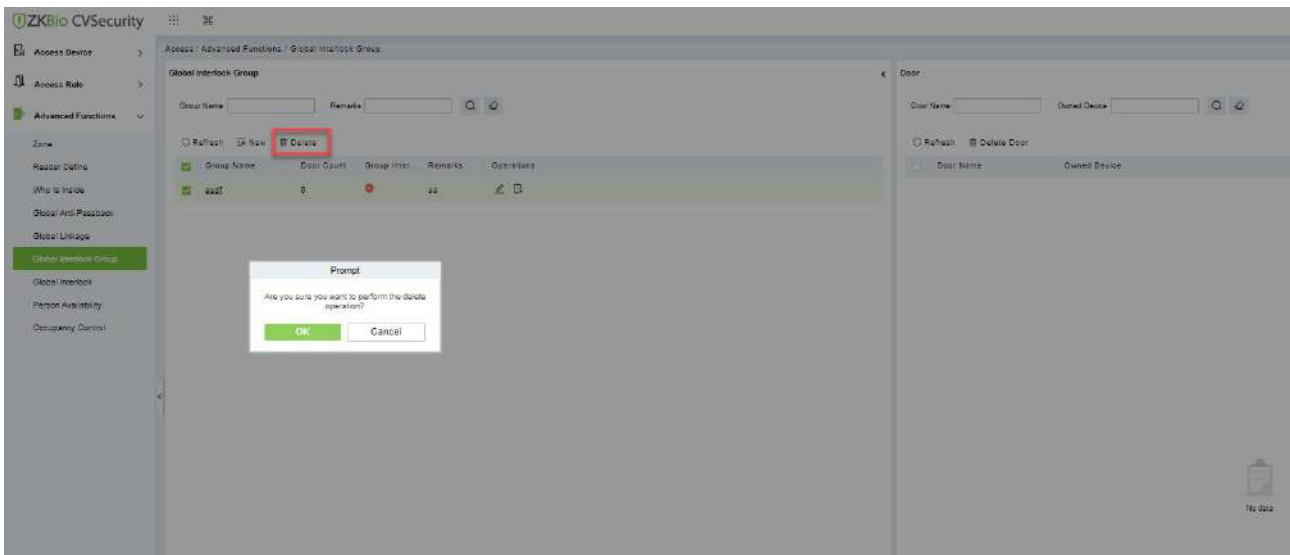 ZKBio CVSecurity
Access Device
Access Rule
Advanced Functions
Zone
Reader Define
Who Is Inside
Global Anti-Passback
Global Linkage
Global Interlock Group
Global Interlock
Person Availability
Occupancy Control
Access / Advanced Functions / Global Interlock Group
Global Interlock Group
Group Name Remarks
Refresh New Delete
Group Name Door Count Group Inter... Remarks Operations
asdf 0 aa
Prompt
Are you sure you want to perform the delete
operation?
OK Cancel
Door
Door Name Owned Device
Refresh Delete Door
Door Name Owned Device
No data